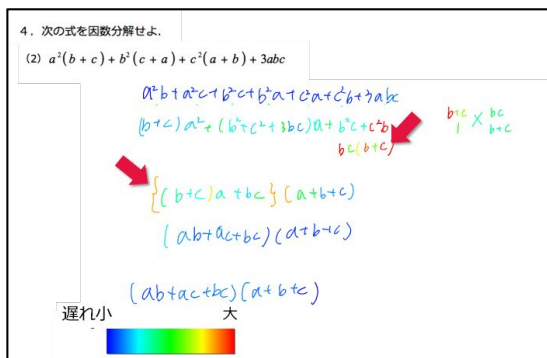 4．次の式を因数分解せよ．
(2) a²(b+c)+b²(c+a)+c²(a+b)+3abc
a²b+a²c+b²c+b²a+c²a+c²b+3abc
(b+c)a²+(b²+c²+3bc)a+b²c+c²b
b+c bc
1 × b+c
bc(b+c)
{(b+c)a+bc}(a+b+c)
(ab+ac+bc)(a+b+c)
(ab+ac+bc)(a+b+c)
遅れ小 大